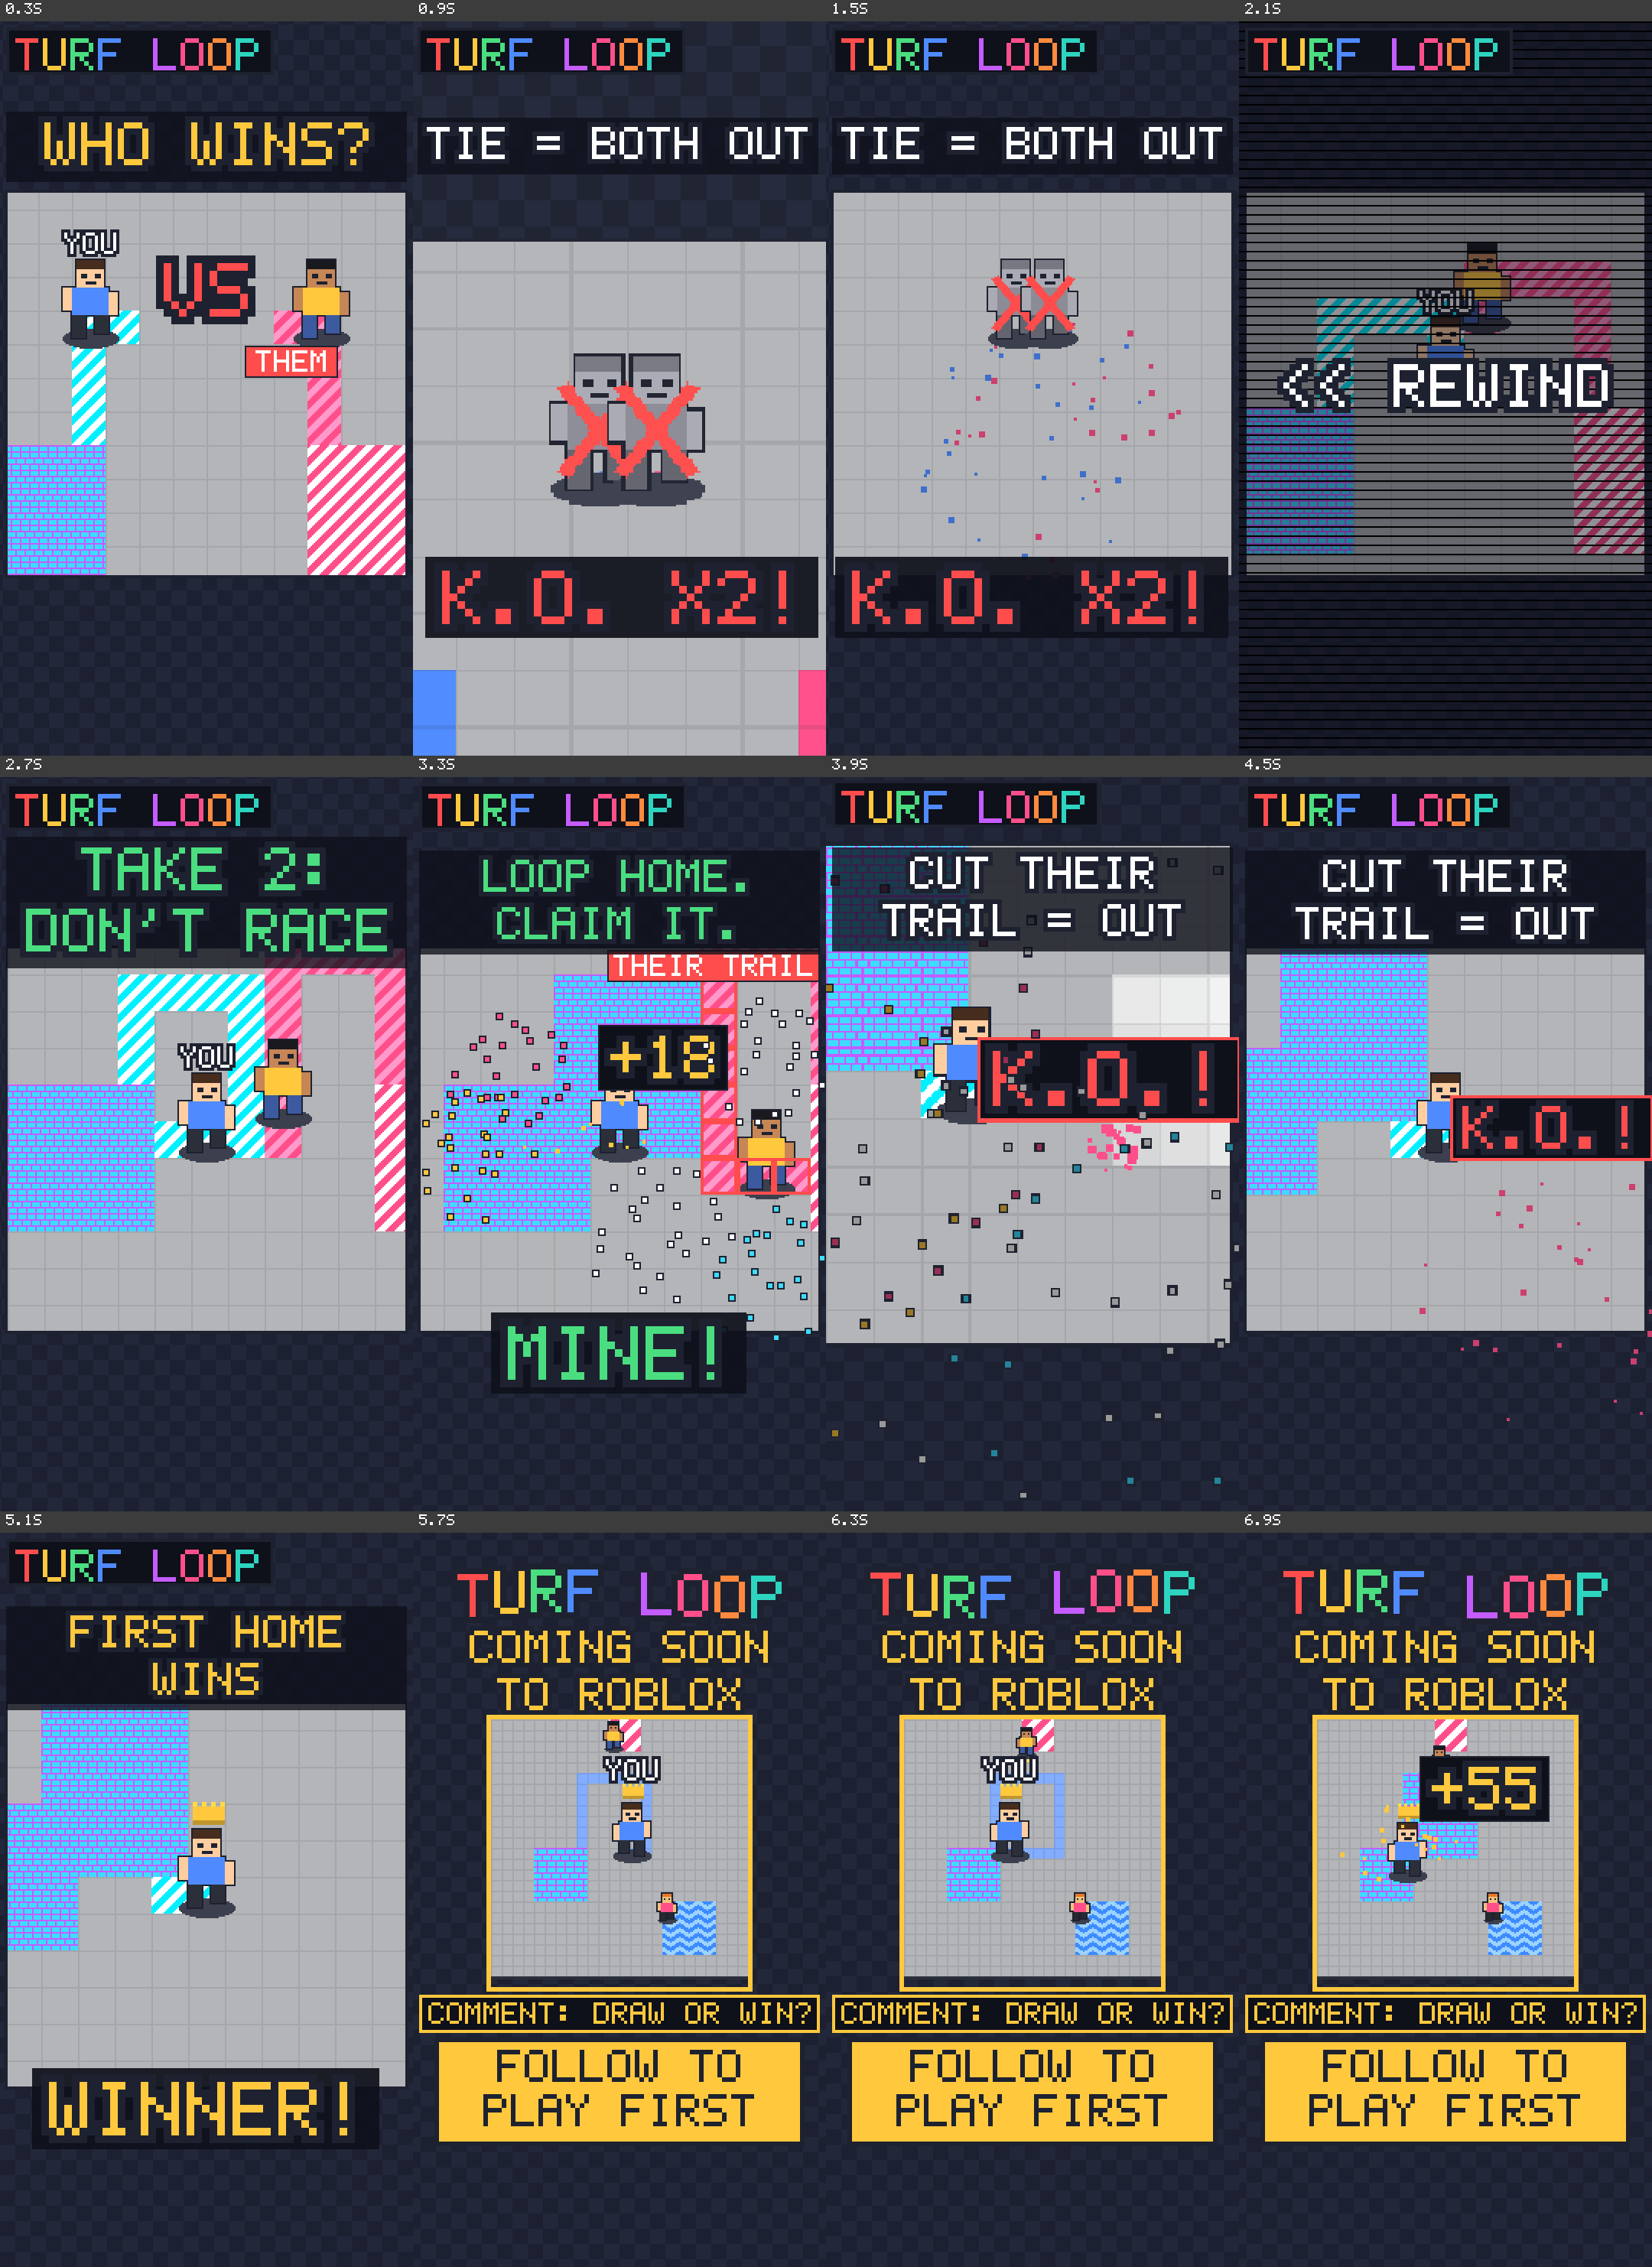 0.3S
TURF LOOP
WHO WINS?
YOU
VS
THEM
0.9S
TURF LOOP
TIE = BOTH OUT
K.O. X2!
1.5S
TURF LOOP
TIE = BOTH OUT
K.O. X2!
2.1S
TURF LOOP
YOU
REWIND
2.7S
TURF LOOP
TAKE 2:
DON'T RACE
YOU
3.3S
TURF LOOP
LOOP HOME.
CLAIM IT.
THEIR TRAIL
+18
MINE!
3.9S
TURF LOOP
CUT THEIR
TRAIL = OUT
K.O.!
4.5S
TURF LOOP
CUT THEIR
TRAIL = OUT
K.O.!
5.1S
TURF LOOP
FIRST HOME
WINS
WINNER!
5.7S
TURF LOOP
COMING SOON
TO ROBLOX
YOU
COMMENT: DRAW OR WIN?
FOLLOW TO
PLAY FIRST
6.3S
TURF LOOP
COMING SOON
TO ROBLOX
YOU
COMMENT: DRAW OR WIN?
FOLLOW TO
PLAY FIRST
6.9S
TURF LOOP
COMING SOON
TO ROBLOX
+55
COMMENT: DRAW OR WIN?
FOLLOW TO
PLAY FIRST